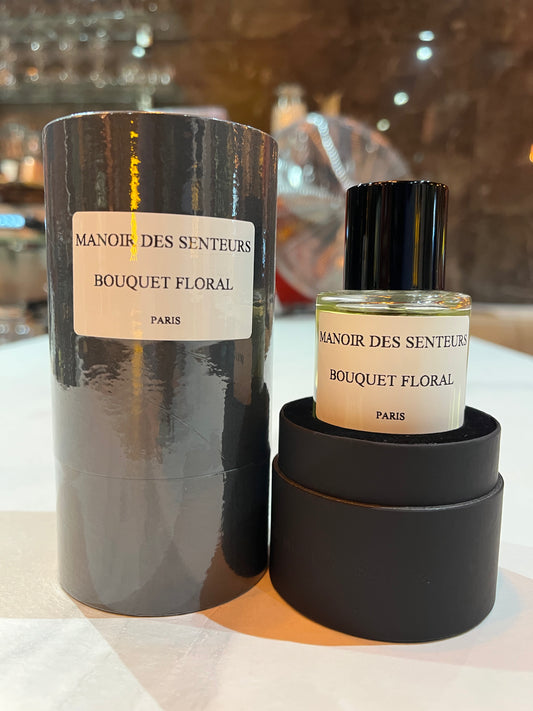 MANOIR DES SENTEURS
BOUQUET FLORAL
PARIS
MANOIR DES SENTEURS
BOUQUET FLORAL
PARIS